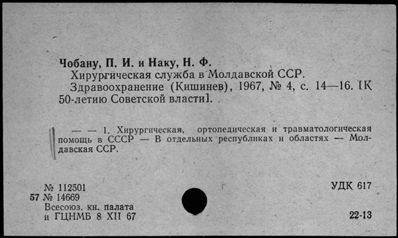 Чобану, П. И. и Наку, Н. Ф.
Хирургическая служба в Молдавской ССР.
Здравоохранение (Кишинев), 1967, № 4, с. 14—16. [К
50-летию Советской власти].
— — 1. Хирургическая, ортопедическая и травматологическая
помощь в СССР — В отдельных республиках и областях — Мол-
давская ССР.
№ 112501
57 № 14669
Всесоюз. кн. палата
и ГЦНМБ 8 XII 67
УДК 617
22-13